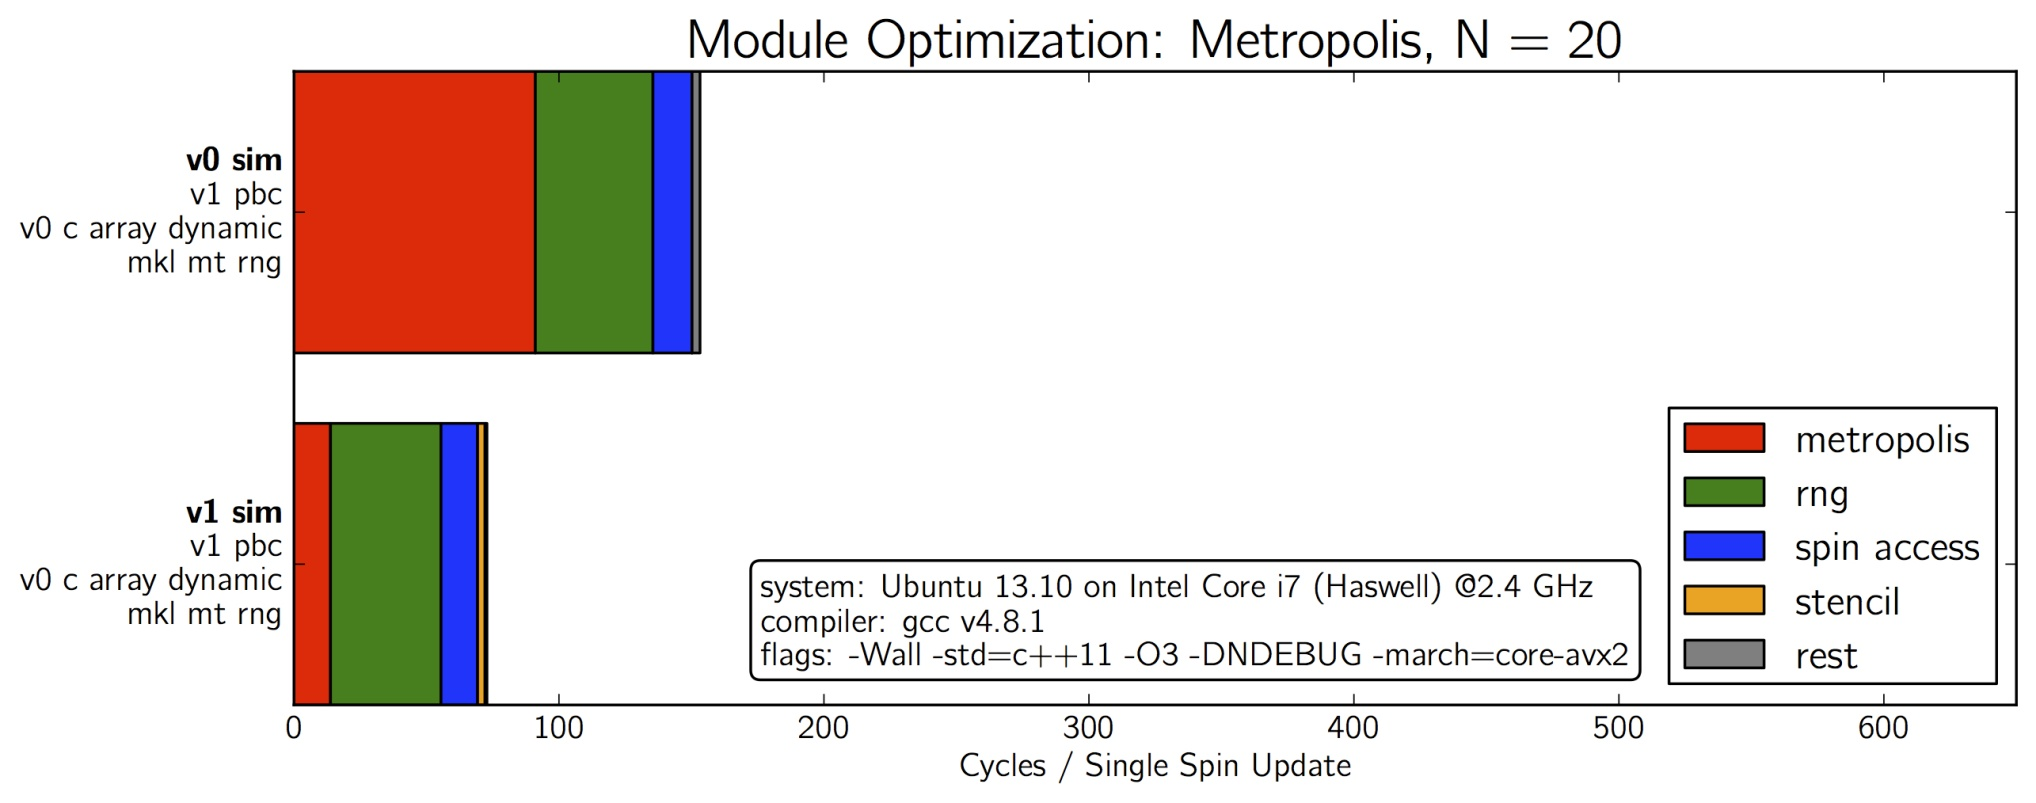 Module Optimization: Metropolis, N = 20
v0 sim
v1 pbc
v0 c array dynamic
mkl mt rng
v1 sim
v1 pbc
v0 c array dynamic
mkl mt rng
metropolis
rng
spin access
stencil
rest
system: Ubuntu 13.10 on Intel Core i7 (Haswell) @2.4 GHz
compiler: gcc v4.8.1
flags: -Wall -std=c++11 -O3 -DNDEBUG -march=core-avx2
0 100 200 300 400 500 600
Cycles / Single Spin Update